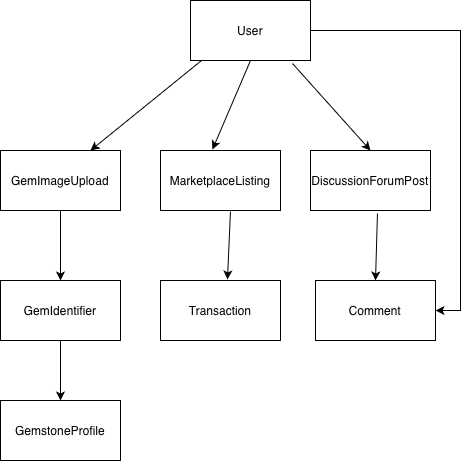 User
GemImageUpload
MarketplaceListing
DiscussionForumPost
GemIdentifier
Transaction
Comment
GemstoneProfile